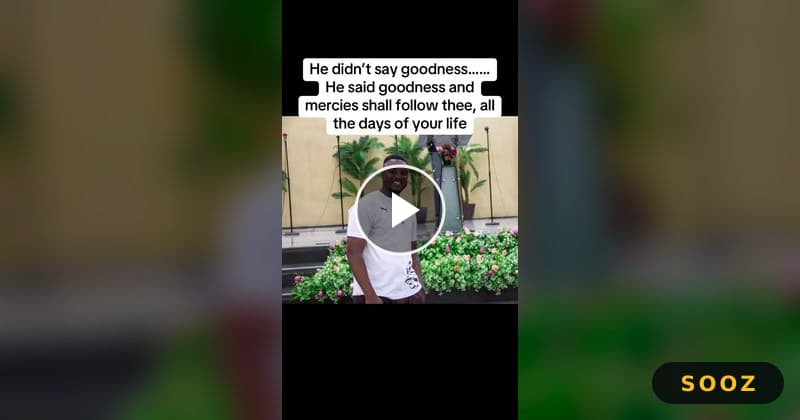 He didn’t say goodness......
He said goodness and
mercies shall follow thee, all
the days of your life
SOOZ